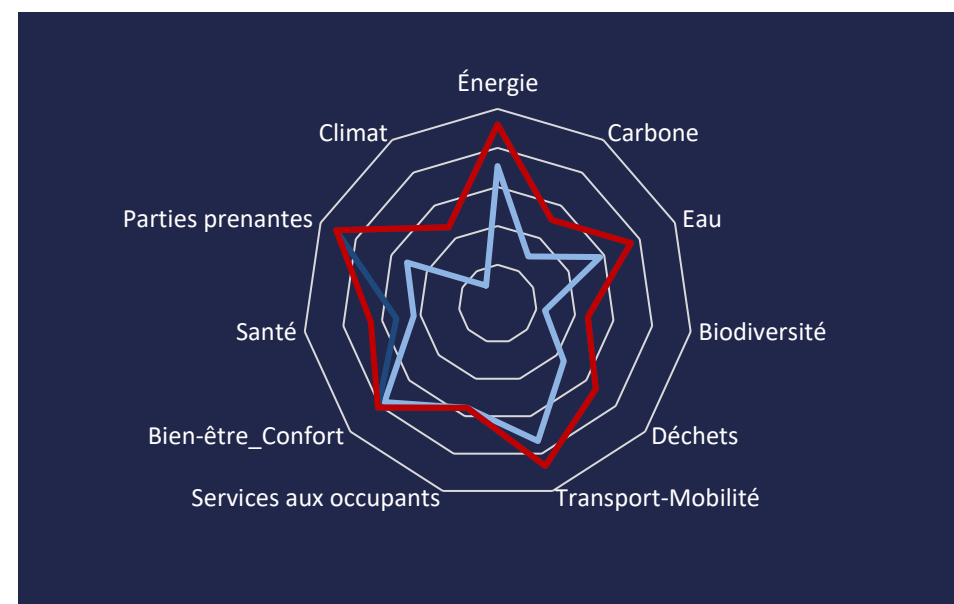 Énergie
Climat
Carbone
Parties prenantes
Eau
Santé
Biodiversité
Bien-être_Confort
Déchets
Services aux occupants
Transport-Mobilité